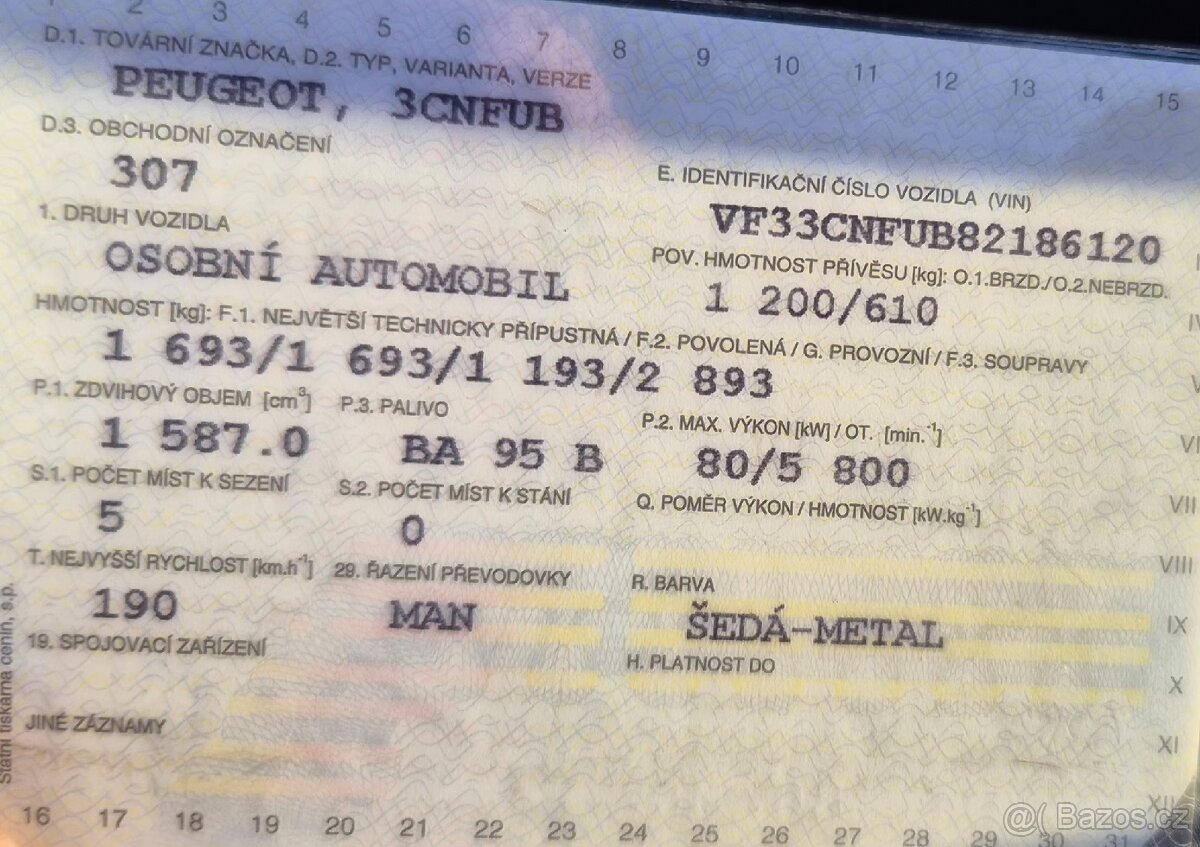 2 3 4 5 6 7 8 9 10 11 12 13 14 15
D.1. TOVÁRNÍ ZNAČKA, D.2. TYP, VARIANTA, VERZE
PEUGEOT, 3CNFUB
D.3. OBCHODNÍ OZNAČENÍ
307
E. IDENTIFIKAČNÍ ČÍSLO VOZIDLA (VIN)
VF33CNFUB82186120
1. DRUH VOZIDLA
OSOBNÍ AUTOMOBIL
POV. HMOTNOST PŘÍVĚSU [kg]: O.1.BRZD./O.2.NEBRZD.
1 200/610
HMOTNOST [kg]: F.1. NEJVĚTŠÍ TECHNICKY PŘÍPUSTNÁ / F.2. POVOLENÁ / G. PROVOZNÍ / F.3. SOUPRAVY
1 693/1 693/1 193/2 893
P.1. ZDVIHOVÝ OBJEM [cm³] P.3. PALIVO P.2. MAX. VÝKON [kW] / OT. [min.⁻¹]
1 587.0 BA 95 B 80/5 800
S.1. POČET MÍST K SEZENÍ S.2. POČET MÍST K STÁNÍ Q. POMĚR VÝKON / HMOTNOST [kW.kg⁻¹]
5 0
VII
VIII
T. NEJVYŠŠÍ RYCHLOST [km.h⁻¹] 29. ŘAZENÍ PŘEVODOVKY R. BARVA
190 MAN ŠEDÁ-METAL
IX
19. SPOJOVACÍ ZAŘÍZENÍ H. PLATNOST DO
X
JINÉ ZÁZNAMY
XI
Státní tiskárna cenin, s.p.
16 17 18 19 20 21 22 23 24 25 26 27 28 29 30 31
Bazos.cz